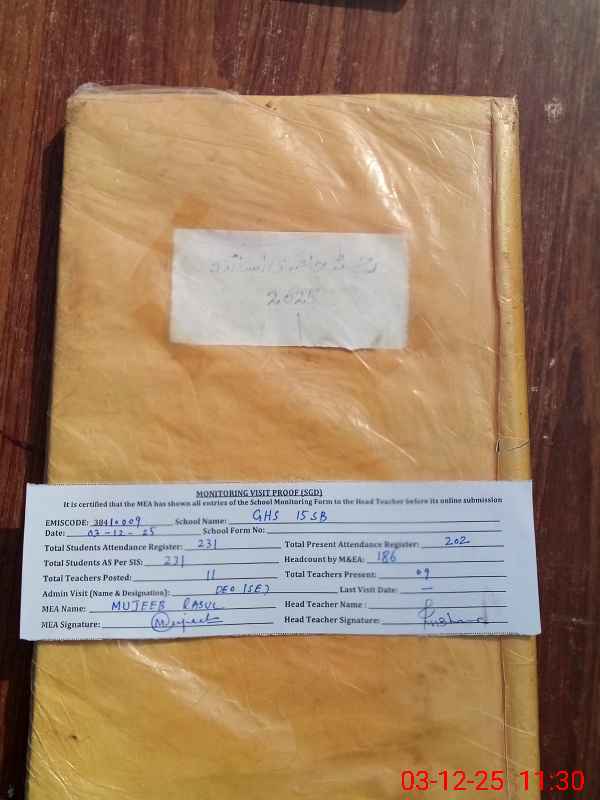 2025
MONITORING VISIT PROOF (SGD)
It is certified that the MEA has shown all entries of the School Monitoring Form to the Head Teacher before its online submission
EMISCODE: 38410009 School Name: GHS 15 SB
Date: 03-12-25 School Form No:
Total Students Attendance Register: 231 Total Present Attendance Register: 202
Total Students AS Per SIS: 231 Headcount by M&EA: 186
Total Teachers Posted: 11 Total Teachers Present: 09
Admin Visit (Name & Designation): DEO (SE) Last Visit Date: —
MEA Name: MUJEEB RASUL Head Teacher Name :
MEA Signature: Head Teacher Signature:
03-12-25 11:30